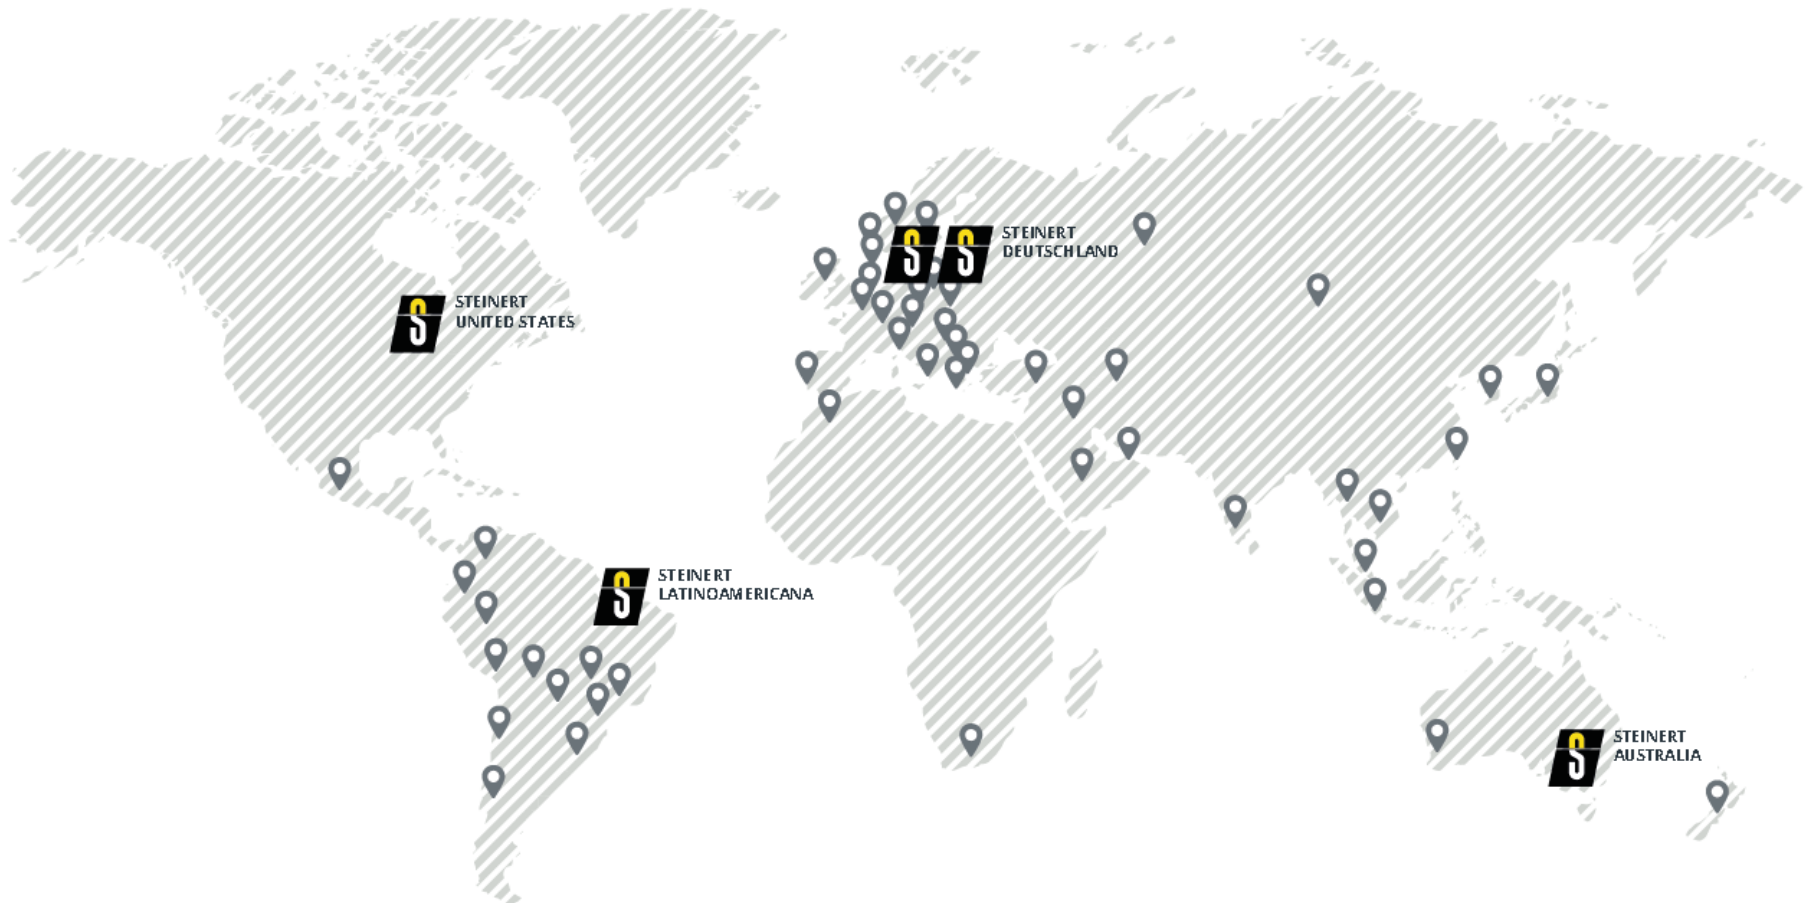 STEINERT
DEUTSCHLAND
STEINERT
UNITED STATES
STEINERT
LATINOAMERICANA
STEINERT
AUSTRALIA